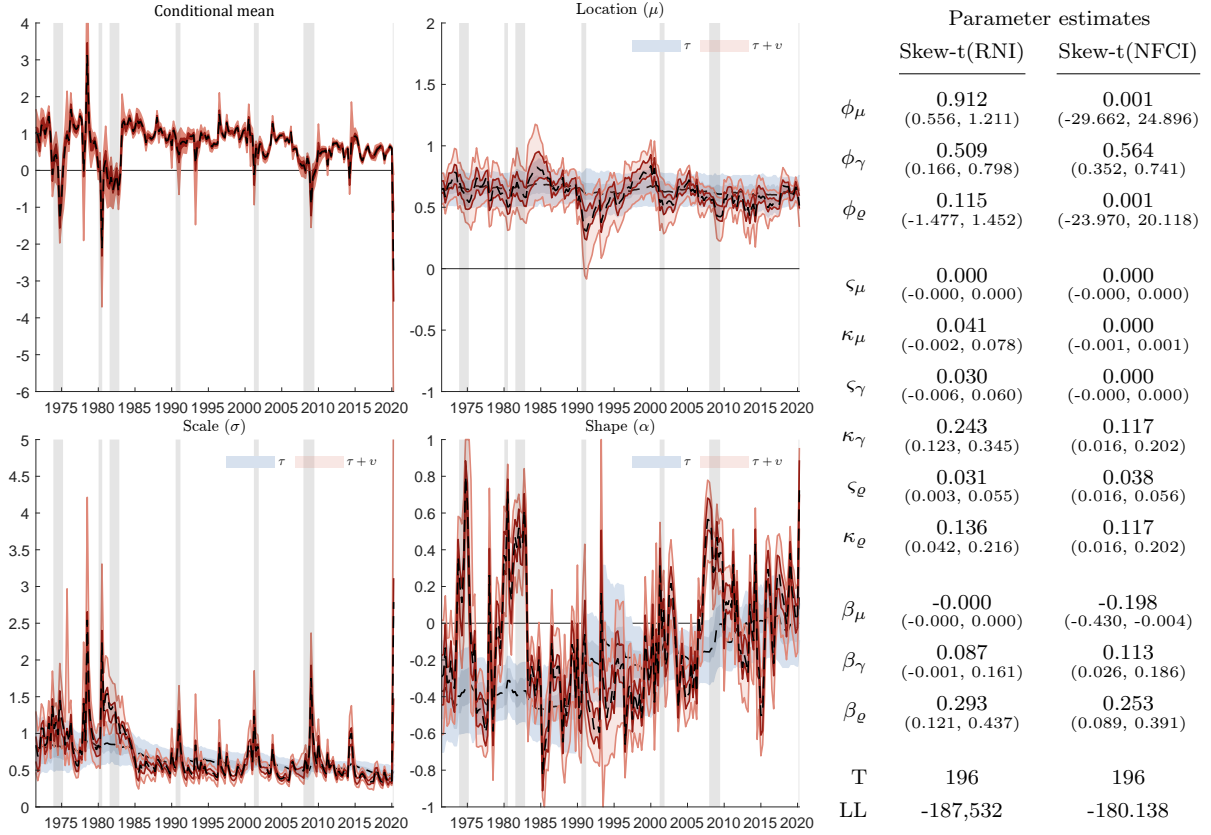 Conditional mean
4
3
2
1
0
-1
-2
-3
-4
-5
-6
1975 1980 1985 1990 1995 2000 2005 2010 2015 2020
Location (μ)
τ
τ + υ
2
1.5
1
0.5
0
-0.5
-1
1975 1980 1985 1990 1995 2000 2005 2010 2015 2020
Scale (σ)
τ
τ + υ
5
4.5
4
3.5
3
2.5
2
1.5
1
0.5
0
1975 1980 1985 1990 1995 2000 2005 2010 2015 2020
Shape (α)
τ
τ + υ
1
0.8
0.6
0.4
0.2
0
-0.2
-0.4
-0.6
-0.8
-1
1975 1980 1985 1990 1995 2000 2005 2010 2015 2020
Parameter estimates
Skew-t(RNI) Skew-t(NFCI)
ϕμ 0.912 0.001
(0.556, 1.211) (-29.662, 24.896)
ϕγ 0.509 0.564
(0.166, 0.798) (0.352, 0.741)
ϕϱ 0.115 0.001
(-1.477, 1.452) (-23.970, 20.118)
ςμ 0.000 0.000
(-0.000, 0.000) (-0.000, 0.000)
κμ 0.041 0.000
(-0.002, 0.078) (-0.001, 0.001)
ςγ 0.030 0.000
(-0.006, 0.060) (-0.000, 0.000)
κγ 0.243 0.117
(0.123, 0.345) (0.016, 0.202)
ςϱ 0.031 0.038
(0.003, 0.055) (0.016, 0.056)
κϱ 0.136 0.117
(0.042, 0.216) (0.016, 0.202)
βμ -0.000 -0.198
(-0.000, 0.000) (-0.430, -0.004)
βγ 0.087 0.113
(-0.001, 0.161) (0.026, 0.186)
βϱ 0.293 0.253
(0.121, 0.437) (0.089, 0.391)
T 196 196
LL -187,532 -180.138